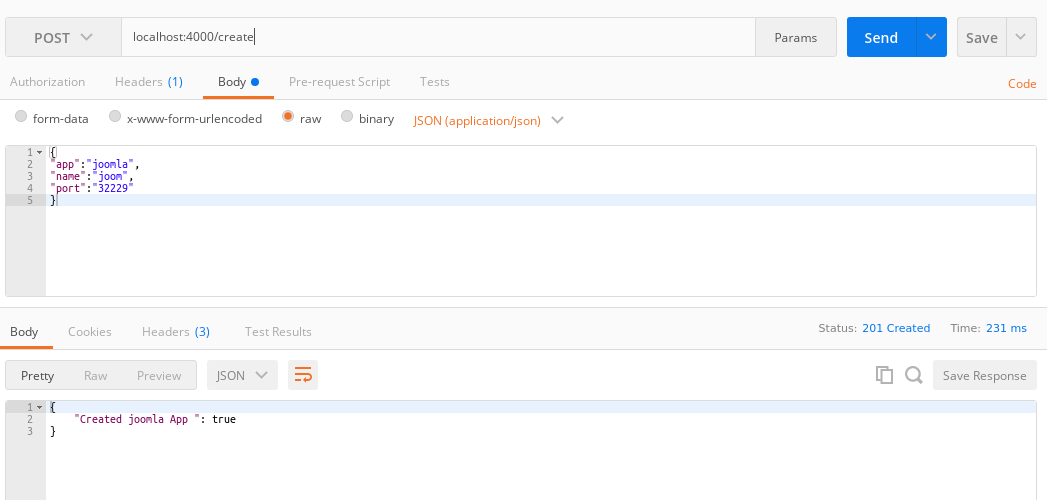 POST localhost:4000/create Params Send Save
Authorization Headers (1) Body Pre-request Script Tests Code
form-data x-www-form-urlencoded raw binary JSON (application/json)
1 {
2 "app":"joomla",
3 "name":"joom",
4 "port":"32229"
5 }
Body Cookies Headers (3) Test Results Status: 201 Created Time: 231 ms
Pretty Raw Preview JSON Save Response
1 {
2 "Created joomla App ": true
3 }